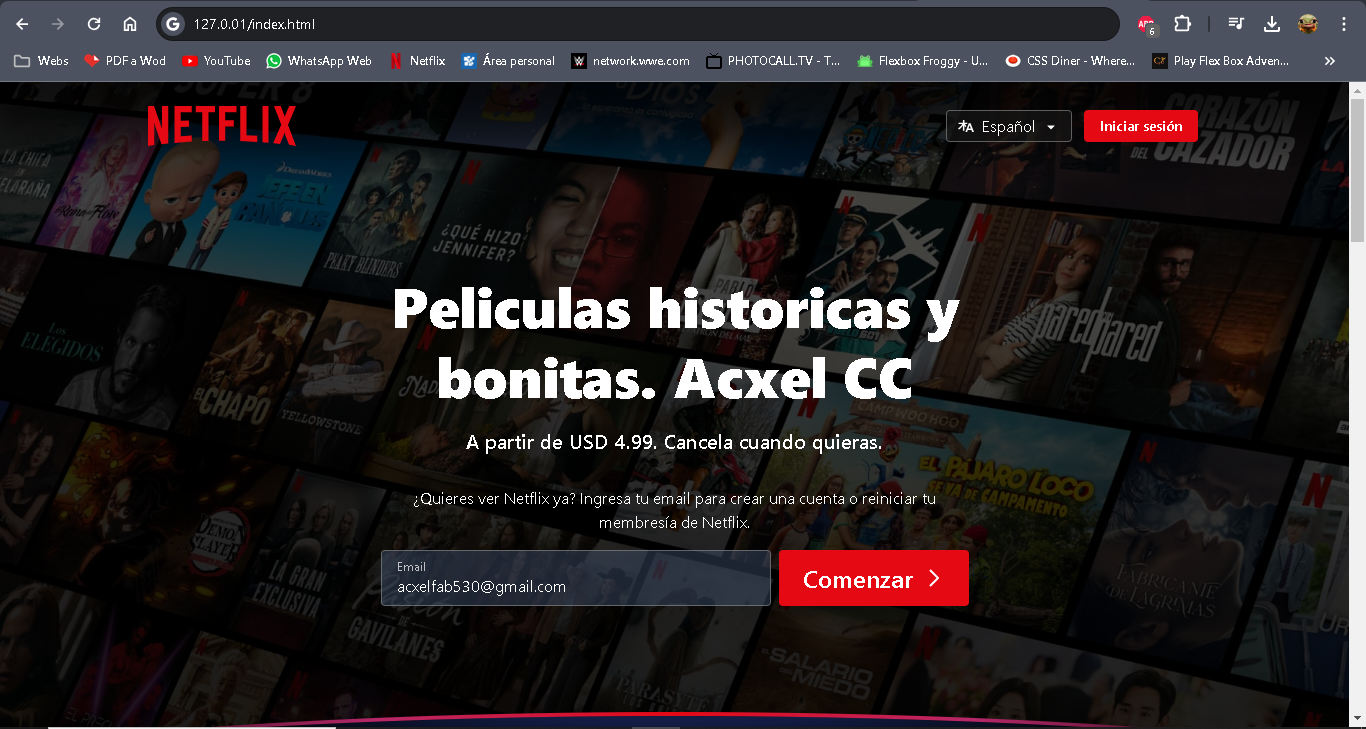 127.0.01/index.html
Webs
PDF a Wod
YouTube
WhatsApp Web
Netflix
Área personal
network.wwe.com
PHOTOCALL.TV - T...
Flexbox Froggy - U...
CSS Diner - Where...
Play Flex Box Adven...
NETFLIX
Español
Iniciar sesión
CORAZÓN
DEL CAZADOR
DREAMWORKS
JEFE EN
PAÑALES
PEAKY BLINDERS
¿QUÉ HIZO
JENNIFER?
pared
pared
Los
ELEGIDOS
EL
CHAPO
YELLOWSTONE
Peliculas historicas y
bonitas. Acxel CC
CAMP WOO HOO
EL PÁJARO LOCO
SE VA DE CAMPAMENTO
A partir de USD 4.99. Cancela cuando quieras.
¿Quieres ver Netflix ya? Ingresa tu email para crear una cuenta o reiniciar tu
membresía de Netflix.
Email
acxelfab530@gmail.com
Comenzar
DEMON
SLAYER
LA GRAN
EXCLUSIVA
DE
GAVILANES
FABRICANTE
DE LÁGRIMAS
EL SALARIO
DEL MIEDO
PARASYTE